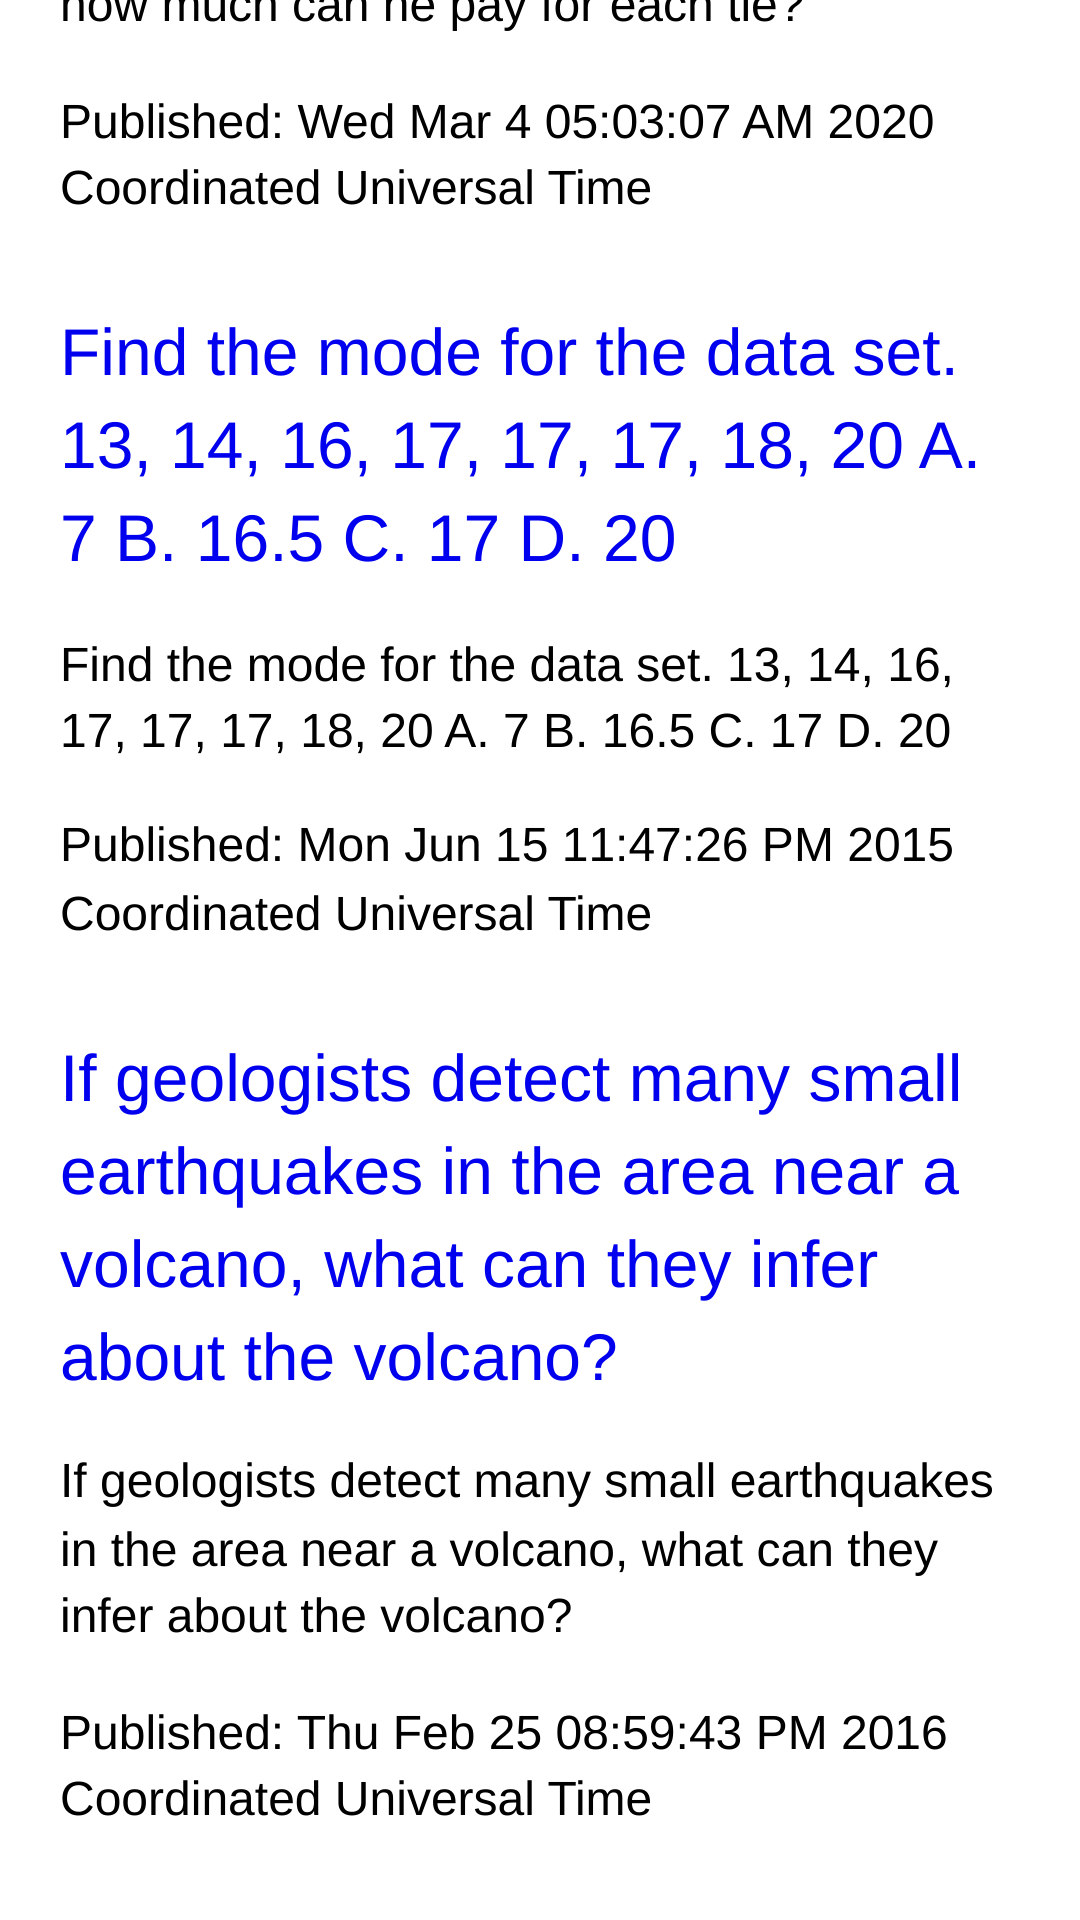 how much can he pay for each tie?
Published: Wed Mar 4 05:03:07 AM 2020
Coordinated Universal Time
Find the mode for the data set.
13, 14, 16, 17, 17, 17, 18, 20 A.
7 B. 16.5 C. 17 D. 20
Find the mode for the data set. 13, 14, 16,
17, 17, 17, 18, 20 A. 7 B. 16.5 C. 17 D. 20
Published: Mon Jun 15 11:47:26 PM 2015
Coordinated Universal Time
If geologists detect many small
earthquakes in the area near a
volcano, what can they infer
about the volcano?
If geologists detect many small earthquakes
in the area near a volcano, what can they
infer about the volcano?
Published: Thu Feb 25 08:59:43 PM 2016
Coordinated Universal Time